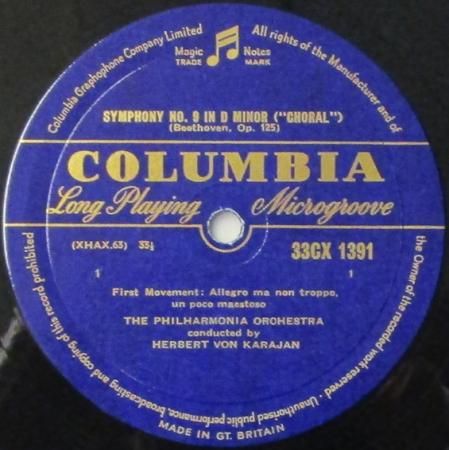 Columbia Graphophone Company Limited
Magic Notes
TRADE MARK
All rights of the Manufacturer and of
the Owner of the recorded work reserved -
Unauthorised public performance, broadcasting and copying of this record prohibited
SYMPHONY NO. 9 IN D MINOR ("CHORAL")
(Beethoven, Op. 125)
COLUMBIA
Long Playing Microgroove
(XHAX.63) 33⅓ 33CX 1391
1 1
First Movement: Allegro ma non troppo,
un poco maestoso
THE PHILHARMONIA ORCHESTRA
conducted by
HERBERT VON KARAJAN
MADE IN GT. BRITAIN